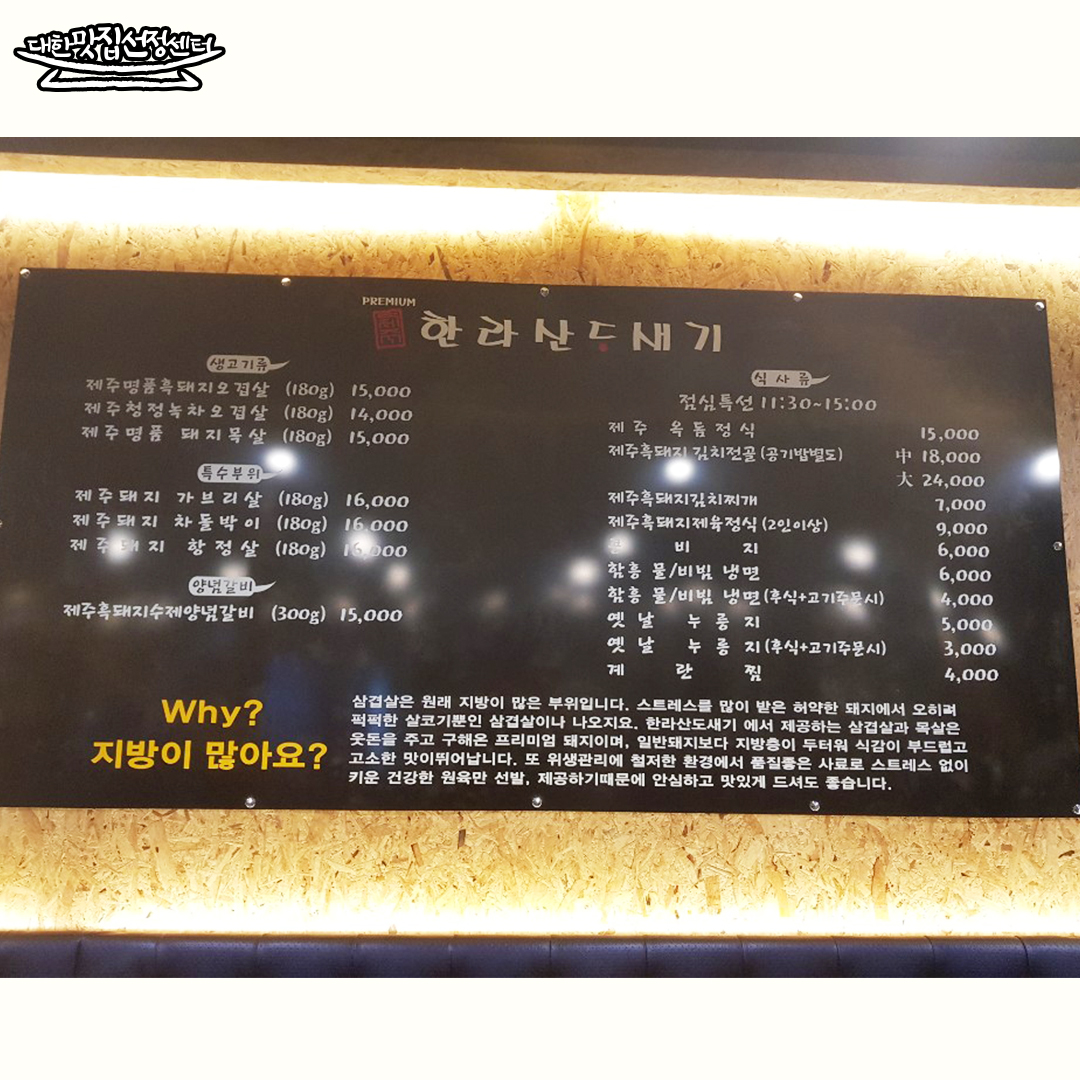 대한맛집선정센터
PREMIUM
제주 한라산도새기
생고기류
제주명품흑돼지오겹살 (180g) 15,000
제주청정녹차오겹살 (180g) 14,000
제주명품 돼지목살 (180g) 15,000
특수부위
제주돼지 가브리살 (180g) 16,000
제주돼지 차돌박이 (180g) 16,000
제주돼지 항정살 (180g) 16,000
양념갈비
제주흑돼지수제양념갈비 (300g) 15,000
식사류
점심특선 11:30~15:00
제주 옥돔정식 15,000
제주흑돼지 김치전골 (공기밥별도) 中 18,000
大 24,000
제주흑돼지김치찌개 7,000
제주흑돼지제육정식 (2인이상) 9,000
비 지 6,000
함흥 물/비빔 냉면 6,000
함흥 물/비빔 냉면 (후식+고기주문시) 4,000
옛날 누룽지 5,000
옛날 누룽지 (후식+고기주문시) 3,000
계란찜 4,000
Why?
지방이 많아요?
삼겹살은 원래 지방이 많은 부위입니다. 스트레스를 많이 받은 허약한 돼지에서 오히려
퍽퍽한 살코기뿐인 삼겹살이나 나오지요. 한라산도새기 에서 제공하는 삼겹살과 목살은
웃돈을 주고 구해온 프리미엄 돼지이며, 일반돼지보다 지방층이 두터워 식감이 부드럽고
고소한 맛이뛰어납니다. 또 위생관리에 철저한 환경에서 품질좋은 사료로 스트레스 없이
키운 건강한 원육만 선발, 제공하기때문에 안심하고 맛있게 드셔도 좋습니다.